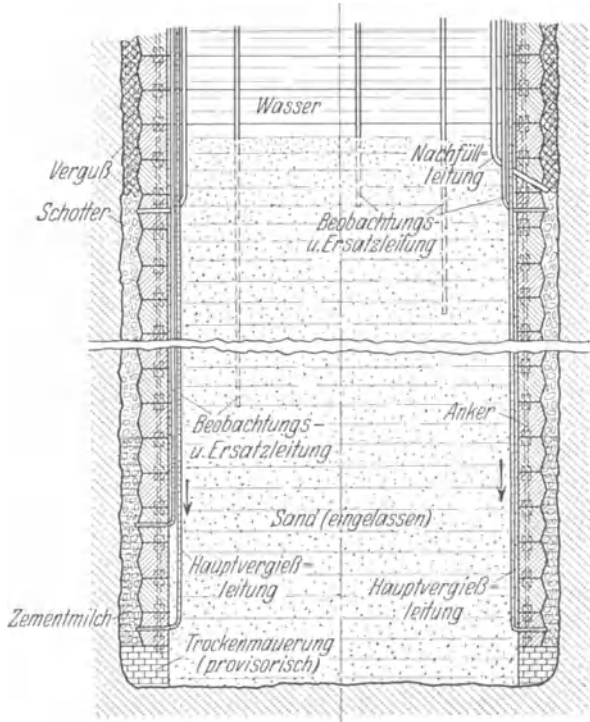 Wasser
Nachfüll-
leitung
Verguß
Schotter
Beobachtungs-
u. Ersatzleitung
Anker
Beobachtungs-
u. Ersatzleitung
Sand (eingelassen)
Hauptvergieß-
leitung
Hauptvergieß-
leitung
Zementmilch
Trockenmauerung
(provisorisch)